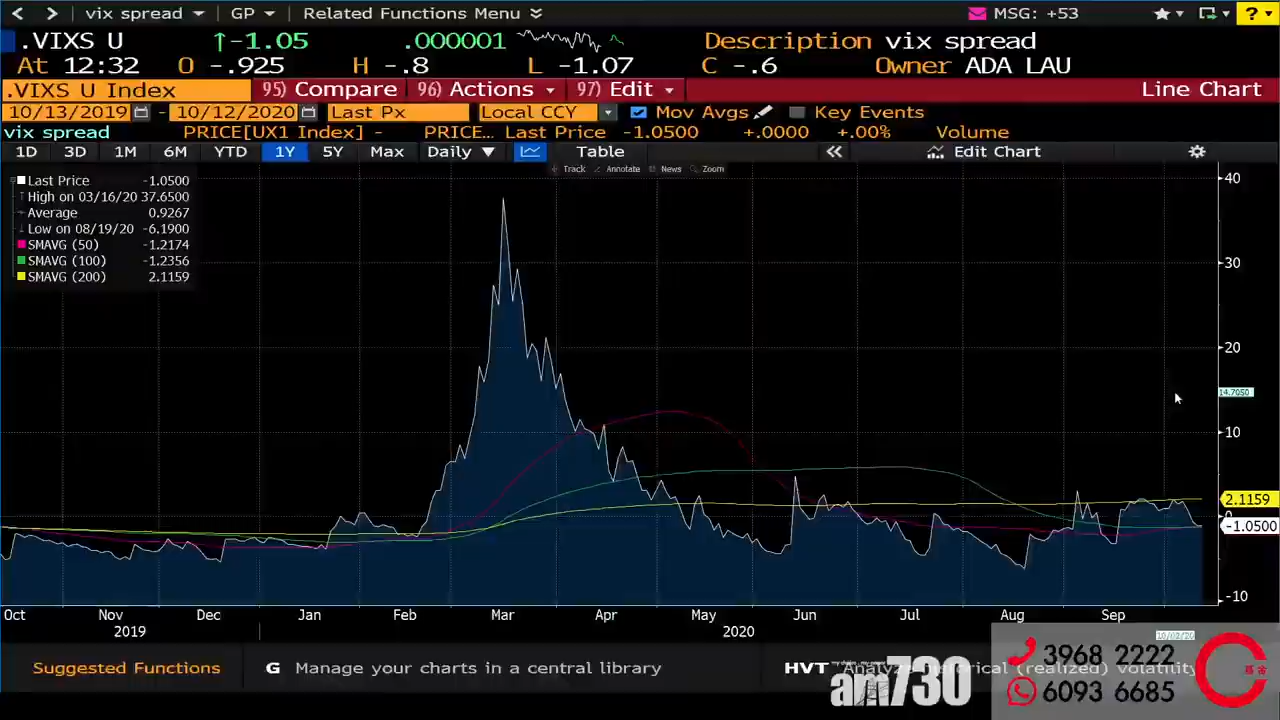 vix spread GP Related Functions Menu MSG: +53 ?
.VIXS U ↑-1.05 .000001 Description vix spread
At 12:32 O -.925 H -.8 L -1.07 C -.6 Owner ADA LAU
.VIXS U Index 95) Compare 96) Actions 97) Edit Line Chart
10/13/2019 - 10/12/2020 Last Px Local CCY Mov Avgs Key Events
vix spread PRICE[UX1 Index] - PRICE... Last Price -1.0500 +.0000 +.00% Volume
1D 3D 1M 6M YTD 1Y 5Y Max Daily ▼ Table « Edit Chart
Track Annotate News Zoom
Last Price -1.0500
High on 03/16/20 37.6500
Average 0.9267
Low on 08/19/20 -6.1900
SMAVG (50) -1.2174
SMAVG (100) -1.2356
SMAVG (200) 2.1159
40
30
20
14.7050
10
2.1159
0
-1.0500
-10
Oct Nov Dec Jan Feb Mar Apr May Jun Jul Aug Sep
2019 2020
Suggested Functions G Manage your charts in a central library HVT Analyze historical (realized) volatility
am730
3968 2222
6093 6685